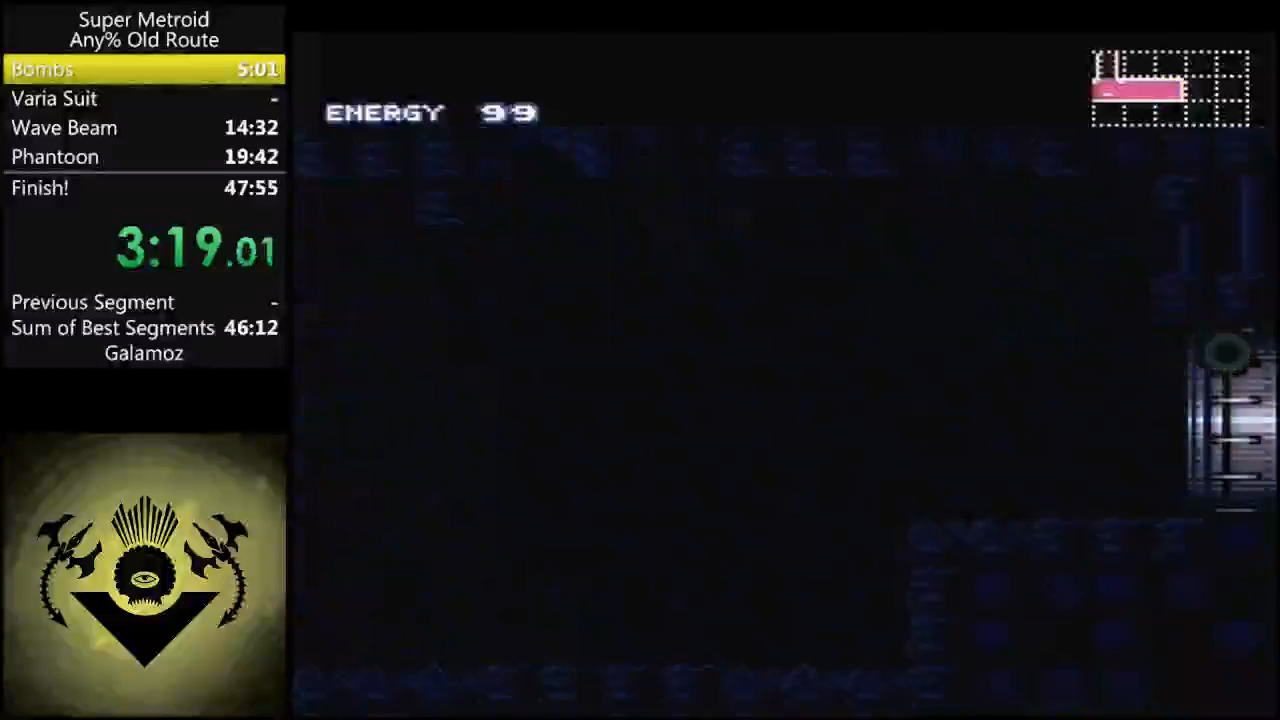 Super Metroid
Any% Old Route
Bombs 5:01
Varia Suit -
Wave Beam 14:32
Phantoon 19:42
Finish! 47:55
3:19.01
Previous Segment -
Sum of Best Segments 46:12
Galamoz
ENERGY 99